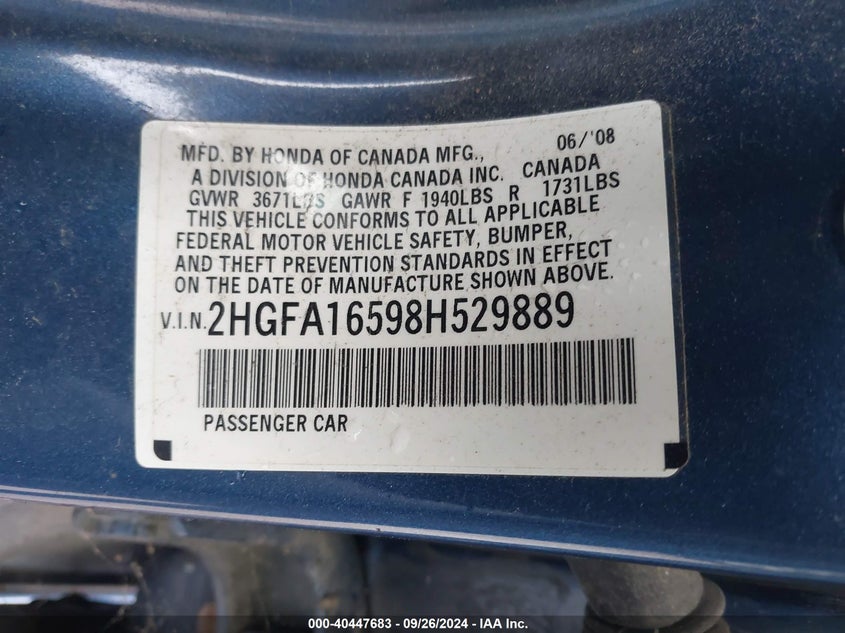 MFD. BY HONDA OF CANADA MFG., 06/'08
A DIVISION OF HONDA CANADA INC. CANADA
GVWR 3671LBS GAWR F 1940LBS R 1731LBS
THIS VEHICLE CONFORMS TO ALL APPLICABLE
FEDERAL MOTOR VEHICLE SAFETY, BUMPER,
AND THEFT PREVENTION STANDARDS IN EFFECT
ON THE DATE OF MANUFACTURE SHOWN ABOVE.
V.I.N. 2HGFA16598H529889
PASSENGER CAR
000-40447683 - 09/26/2024 - IAA Inc.